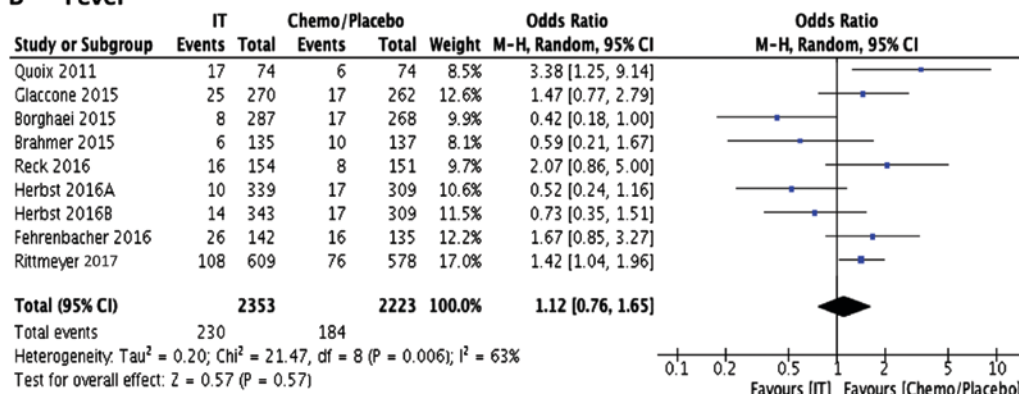 B Fever
IT Chemo/Placebo Odds Ratio Odds Ratio
Study or Subgroup Events Total Events Total Weight M-H, Random, 95% CI M-H, Random, 95% CI
Quoix 2011 17 74 6 74 8.5% 3.38 [1.25, 9.14]
Glaccone 2015 25 270 17 262 12.6% 1.47 [0.77, 2.79]
Borghaei 2015 8 287 17 268 9.9% 0.42 [0.18, 1.00]
Brahmer 2015 6 135 10 137 8.1% 0.59 [0.21, 1.67]
Reck 2016 16 154 8 151 9.7% 2.07 [0.86, 5.00]
Herbst 2016A 10 339 17 309 10.6% 0.52 [0.24, 1.16]
Herbst 2016B 14 343 17 309 11.5% 0.73 [0.35, 1.51]
Fehrenbacher 2016 26 142 16 135 12.2% 1.67 [0.85, 3.27]
Rittmeyer 2017 108 609 76 578 17.0% 1.42 [1.04, 1.96]
Total (95% CI) 2353 2223 100.0% 1.12 [0.76, 1.65]
Total events 230 184
Heterogeneity: Tau² = 0.20; Chi² = 21.47, df = 8 (P = 0.006); I² = 63%
Test for overall effect: Z = 0.57 (P = 0.57)
0.1 0.2 0.5 1 2 5 10
Favours [IT] Favours [Chemo/Placebo]